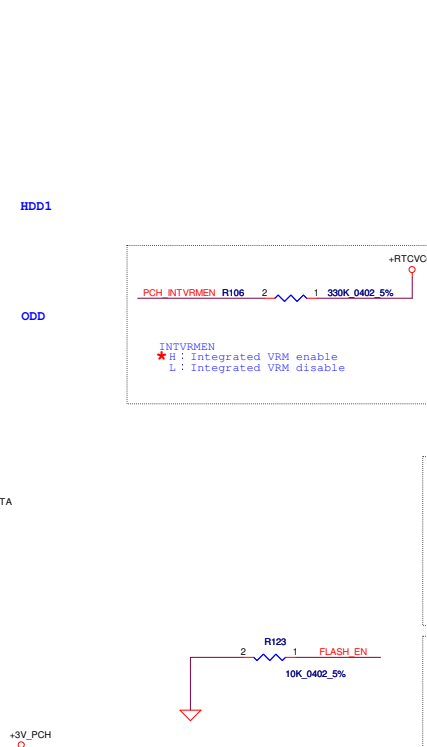 HDD1
+RTCVC
PCH_INTVRMEN R106 2 1 330K_0402_5%
ODD
INTVRMEN
* H : Integrated VRM enable
L : Integrated VRM disable
TA
R123
2 1 FLASH_EN
10K_0402_5%
+3V_PCH